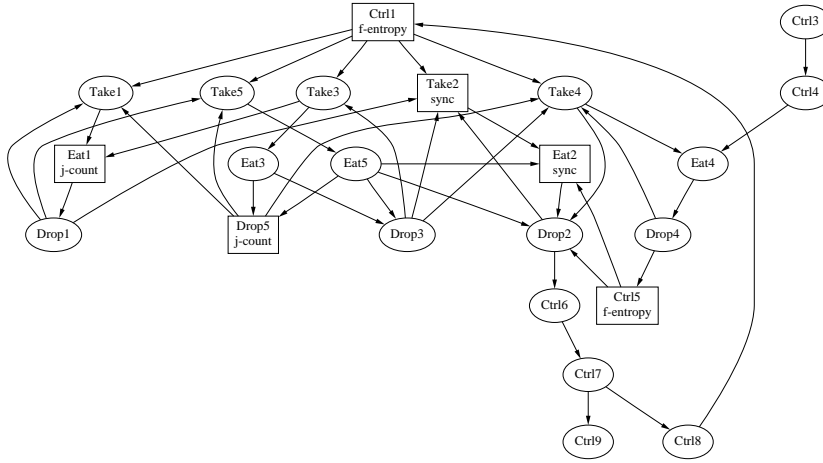 Ctrl1
f-entropy
Ctrl3
Take1
Take5
Take3
Take2
sync
Take4
Ctrl4
Eat1
j-count
Eat3
Eat5
Eat2
sync
Eat4
Drop1
Drop5
j-count
Drop3
Drop2
Drop4
Ctrl6
Ctrl5
f-entropy
Ctrl7
Ctrl9
Ctrl8